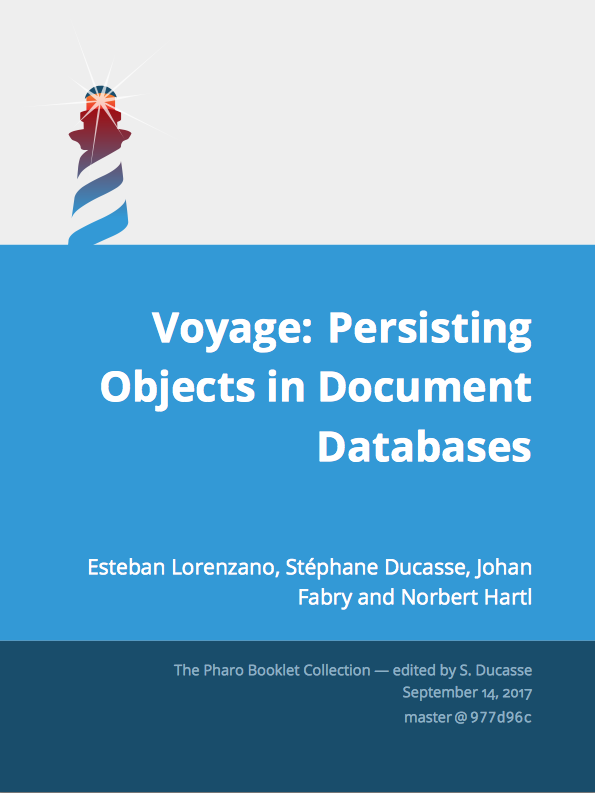 Voyage: Persisting
Objects in Document
Databases
Esteban Lorenzano, Stéphane Ducasse, Johan
Fabry and Norbert Hartl
The Pharo Booklet Collection — edited by S. Ducasse
September 14, 2017
master @ 977d96c